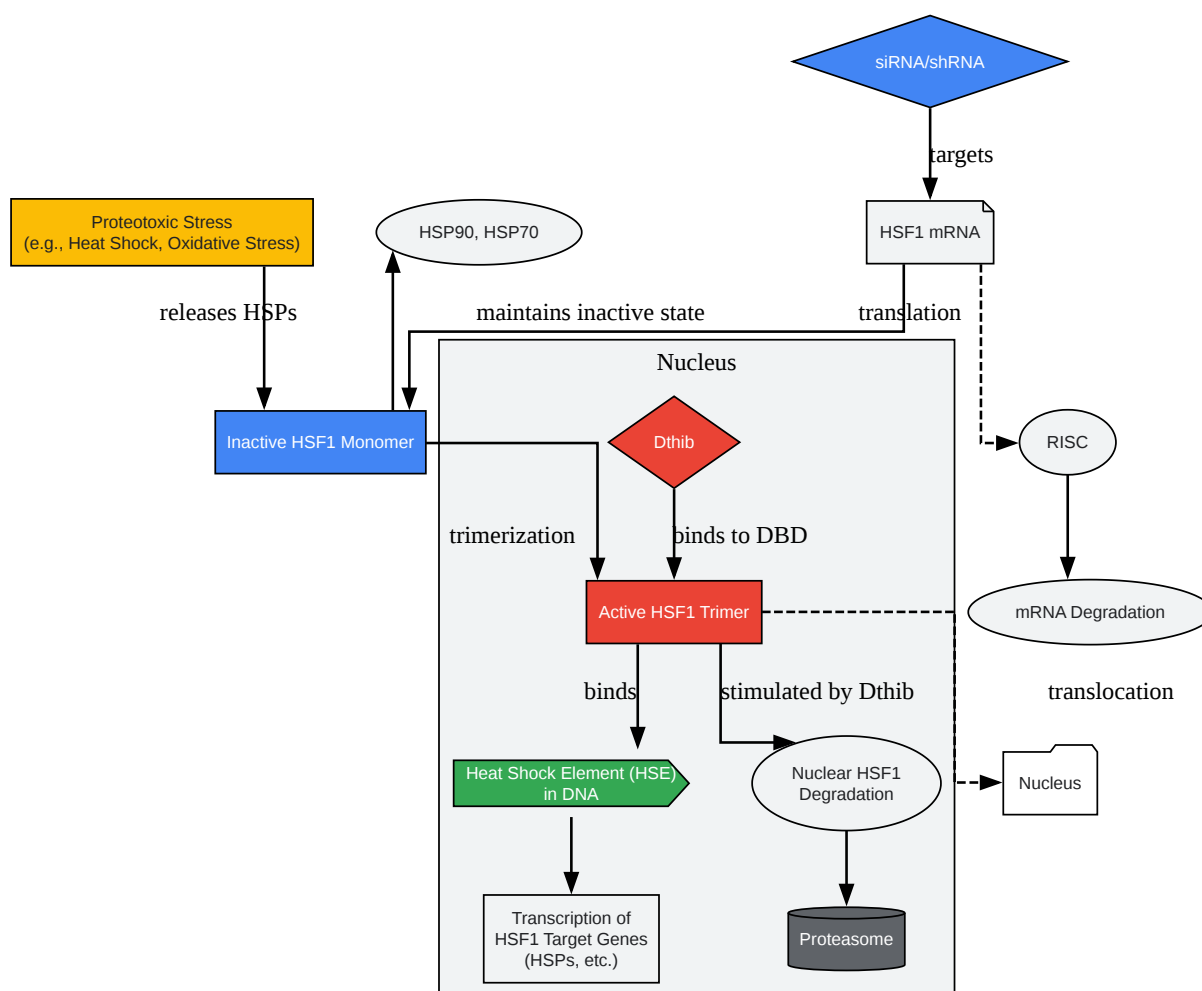 siRNA/shRNA
targets
Proteotoxic Stress
(e.g., Heat Shock, Oxidative Stress)
HSP90, HSP70
HSF1 mRNA
releases HSPs
maintains inactive state
translation
Nucleus
Inactive HSF1 Monomer
Dthib
RISC
trimerization
binds to DBD
Active HSF1 Trimer
mRNA Degradation
binds
stimulated by Dthib
translocation
Heat Shock Element (HSE)
in DNA
Nuclear HSF1
Degradation
Nucleus
Transcription of
HSF1 Target Genes
(HSPs, etc.)
Proteasome